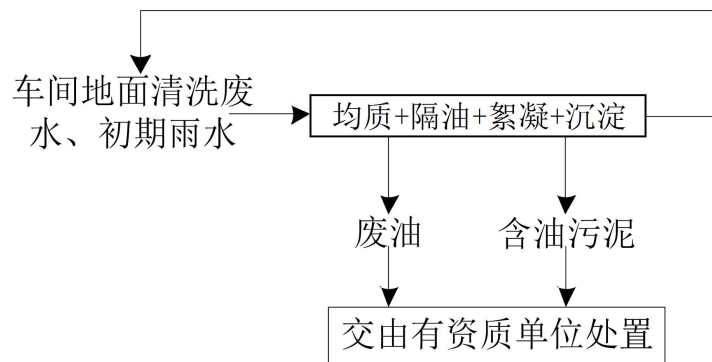 车间地面清洗废
水、初期雨水
均质+隔油+絮凝+沉淀
废油
含油污泥
交由有资质单位处置